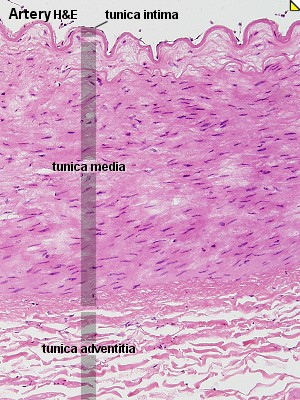 Artery H&E
tunica intima
tunica media
tunica adventitia